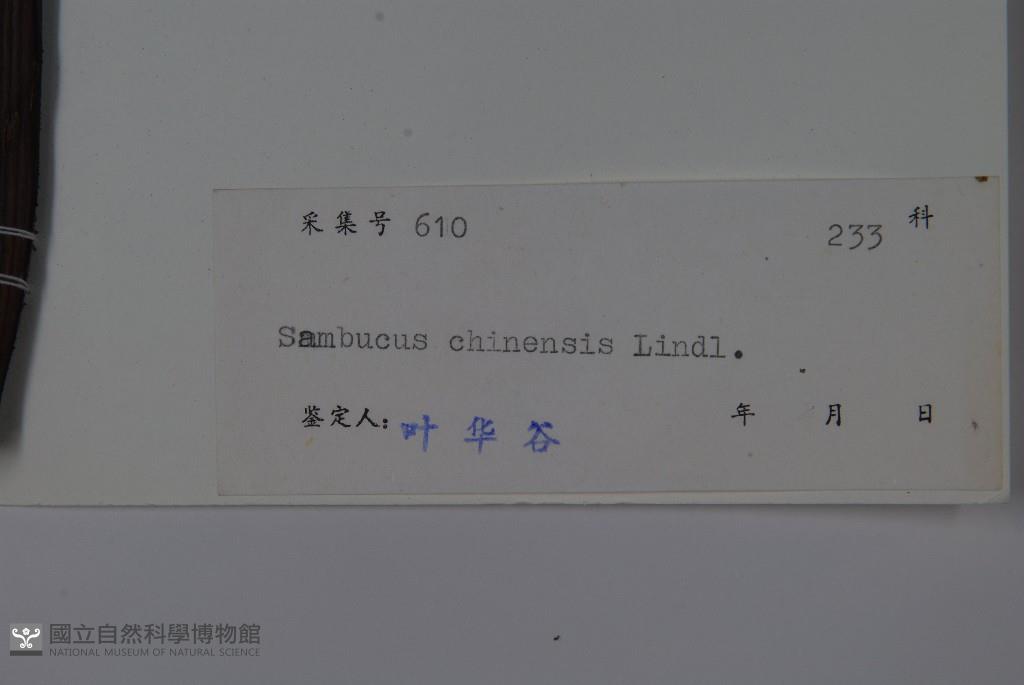 采集号 610 233 科
Sambucus chinensis Lindl.
鉴定人: 叶华谷 年 月 日
國立自然科學博物館
NATIONAL MUSEUM OF NATURAL SCIENCE